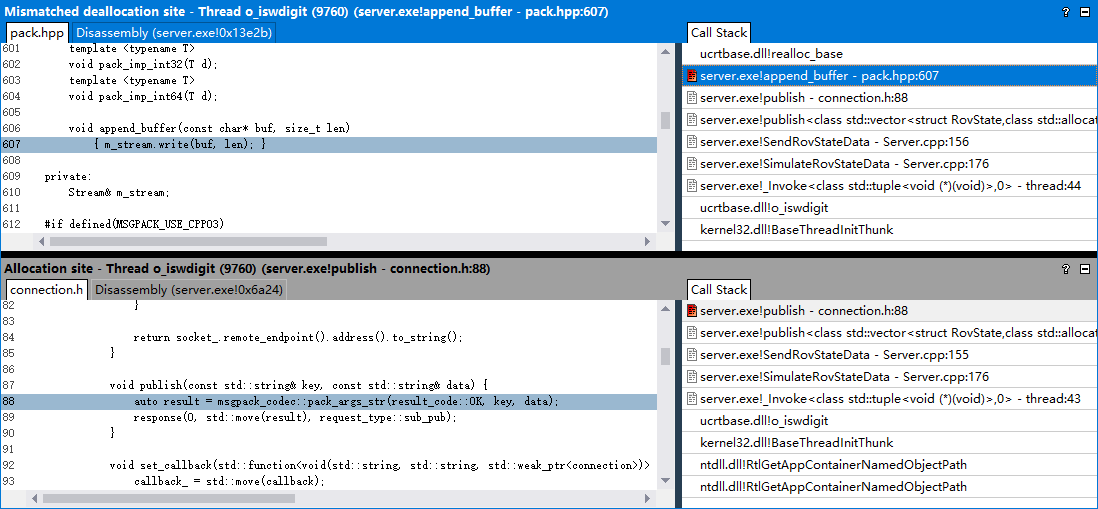 Mismatched deallocation site - Thread o_iswdigit (9760) (server.exe!append_buffer - pack.hpp:607)
pack.hpp
Disassembly (server.exe!0x13e2b)
601 template <typename T>
602 void pack_imp_int32(T d);
603 template <typename T>
604 void pack_imp_int64(T d);
605
606 void append_buffer(const char* buf, size_t len)
607 { m_stream.write(buf, len); }
608
609 private:
610 Stream& m_stream;
611
612 #if defined(MSGPACK_USE_CPP03)
Call Stack
ucrtbase.dll!realloc_base
server.exe!append_buffer - pack.hpp:607
server.exe!publish - connection.h:88
server.exe!publish<class std::vector<struct RovState,class std::alloca
server.exe!SendRovStateData - Server.cpp:156
server.exe!SimulateRovStateData - Server.cpp:176
server.exe!_Invoke<class std::tuple<void (*)(void)>,0> - thread:44
ucrtbase.dll!o_iswdigit
kernel32.dll!BaseThreadInitThunk
Allocation site - Thread o_iswdigit (9760) (server.exe!publish - connection.h:88)
connection.h
Disassembly (server.exe!0x6a24)
82 }
83
84 return socket_.remote_endpoint().address().to_string();
85 }
86
87 void publish(const std::string& key, const std::string& data) {
88 auto result = msgpack_codec::pack_args_str(result_code::OK, key, data);
89 response(0, std::move(result), request_type::sub_pub);
90 }
91
92 void set_callback(std::function<void(std::string, std::string, std::weak_ptr<connection>)>
93 callback_ = std::move(callback);
Call Stack
server.exe!publish - connection.h:88
server.exe!publish<class std::vector<struct RovState,class std::alloca
server.exe!SendRovStateData - Server.cpp:155
server.exe!SimulateRovStateData - Server.cpp:176
server.exe!_Invoke<class std::tuple<void (*)(void)>,0> - thread:43
ucrtbase.dll!o_iswdigit
kernel32.dll!BaseThreadInitThunk
ntdll.dll!RtlGetAppContainerNamedObjectPath
ntdll.dll!RtlGetAppContainerNamedObjectPath